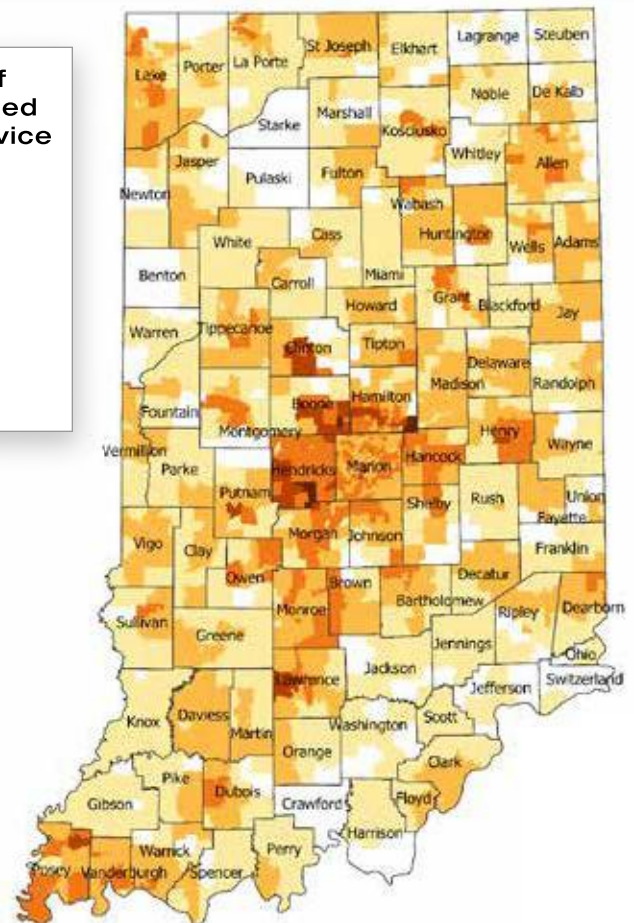 f
ed
vice
St Joseph
Elkhart
Lagrange
Steuben
Lake
Porter
La Porte
Noble
De Kalb
Starke
Marshall
Kosciusko
Whitley
Allen
Jasper
Pulaski
Fulton
Newton
Wabash
Huntington
Wells
Adams
White
Cass
Miami
Benton
Carroll
Howard
Grant
Blackford
Jay
Warren
Tippecanoe
Clinton
Tipton
Delaware
Madison
Randolph
Fountain
Boone
Hamilton
Montgomery
Henry
Wayne
Vermillion
Parke
Hendricks
Marion
Hancock
Putnam
Shelby
Rush
Union
Fayette
Vigo
Clay
Morgan
Johnson
Franklin
Owen
Brown
Decatur
Bartholomew
Sullivan
Greene
Monroe
Ripley
Dearborn
Jennings
Ohio
Lawrence
Jackson
Jefferson
Switzerland
Knox
Daviess
Martin
Washington
Scott
Orange
Clark
Pike
Dubois
Gibson
Crawford
Floyd
Harrison
Posey
Vanderburgh
Warrick
Spencer
Perry